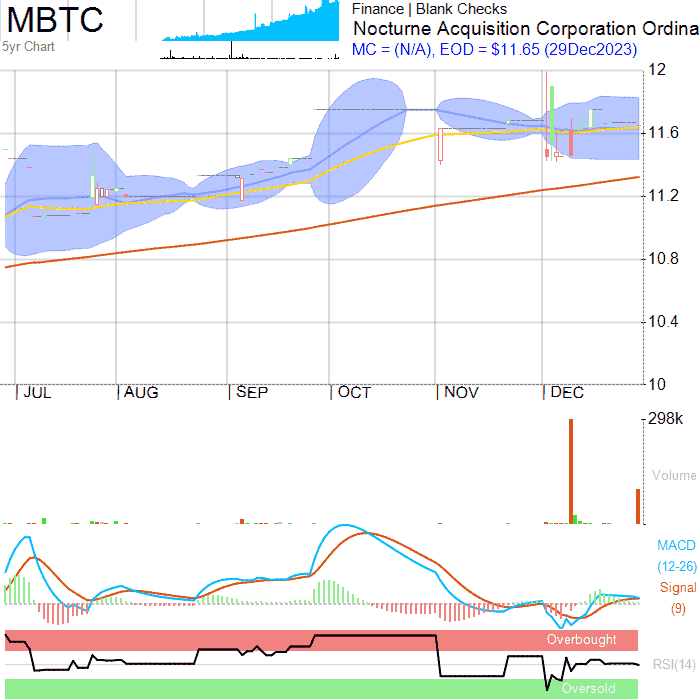 MBTC
5yr Chart
Finance | Blank Checks
Nocturne Acquisition Corporation Ordina
MC = (N/A), EOD = $11.65 (29Dec2023)
12
11.6
11.2
10.8
10.4
10
JUL AUG SEP OCT NOV DEC
298k
Volume
MACD
(12-26)
Signal
(9)
Overbought
RSI(14)
Oversold